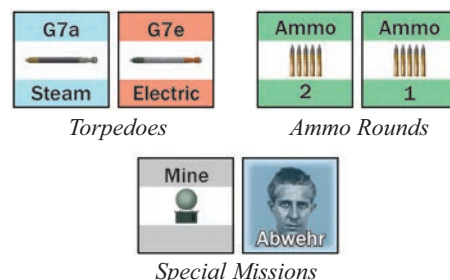 G7a G7e Ammo Ammo
Steam Electric 2 1
Torpedoes Ammo Rounds
Mine
Abwehr
Special Missions